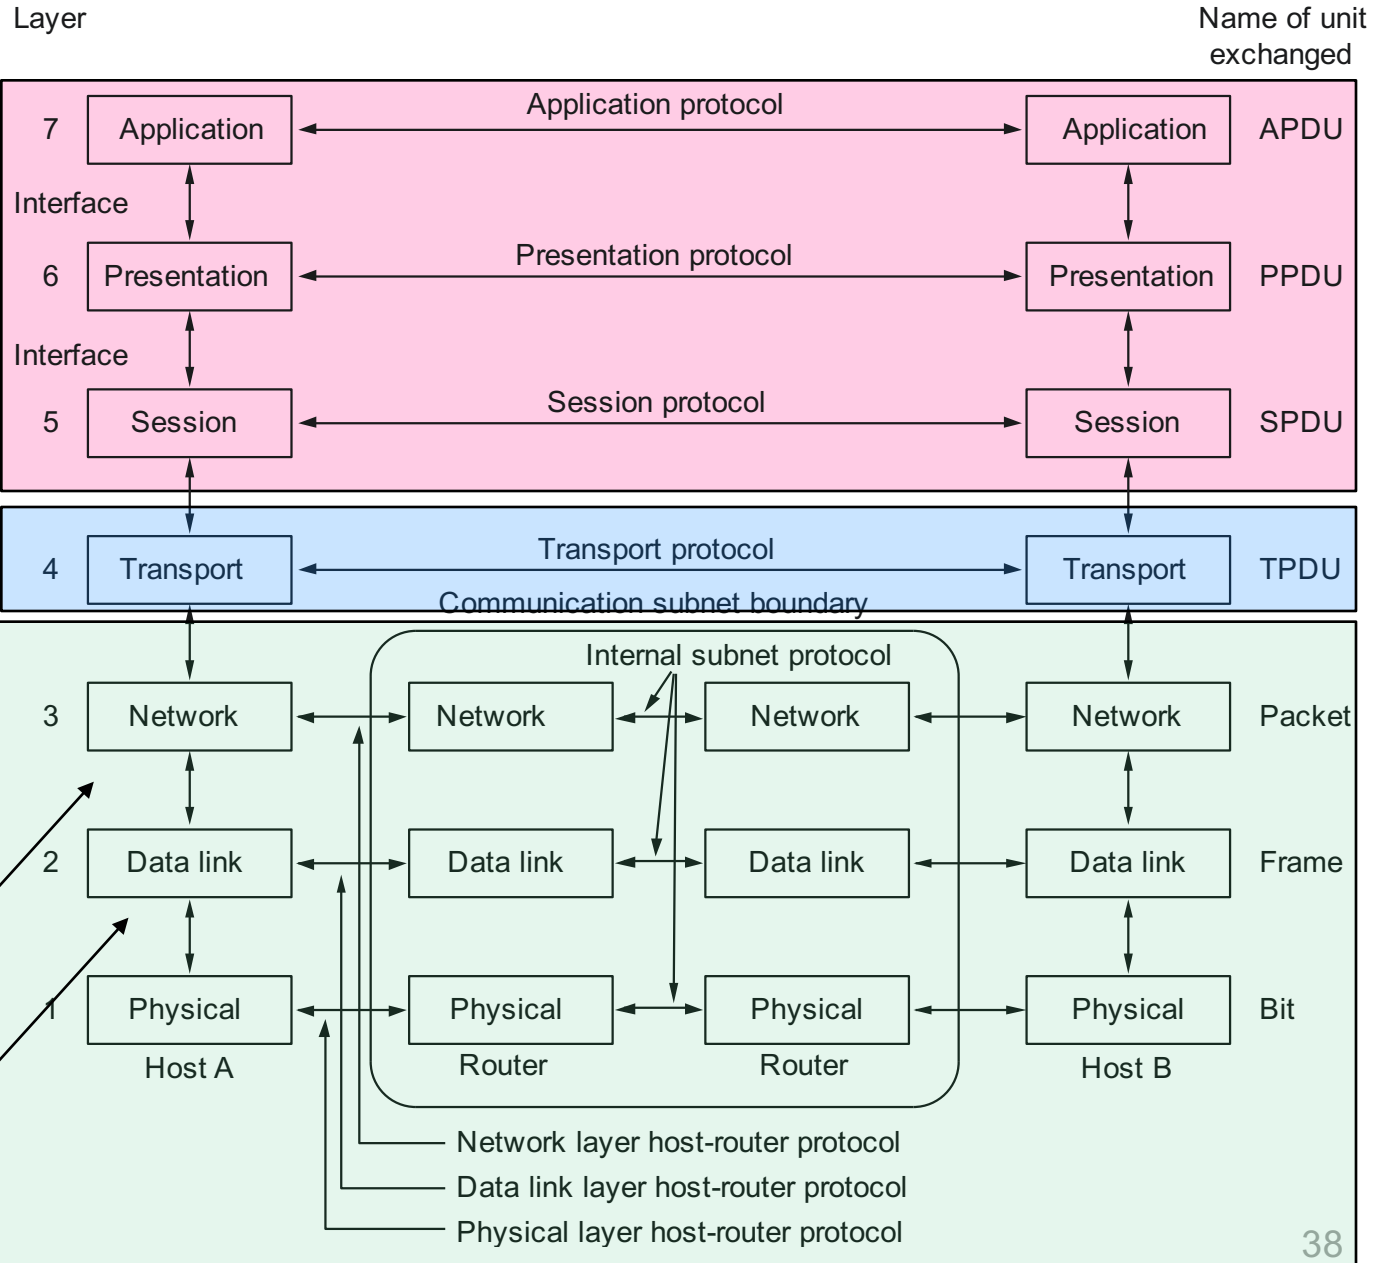 Layer
Name of unit
exchanged
7 Application Application protocol Application APDU
Interface
6 Presentation Presentation protocol Presentation PPDU
Interface
5 Session Session protocol Session SPDU
4 Transport Transport protocol Transport TPDU
Communication subnet boundary
Internal subnet protocol
3 Network Network Network Network Packet
2 Data link Data link Data link Data link Frame
1 Physical Physical Physical Physical Bit
Host A Router Router Host B
Network layer host-router protocol
Data link layer host-router protocol
Physical layer host-router protocol
38